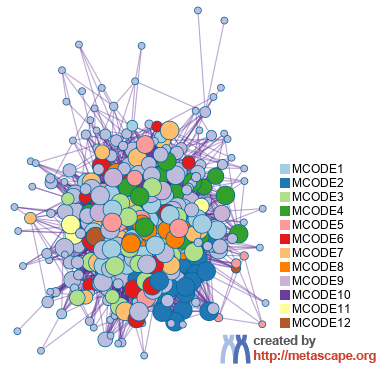 MCODE1
MCODE2
MCODE3
MCODE4
MCODE5
MCODE6
MCODE7
MCODE8
MCODE9
MCODE10
MCODE11
MCODE12
created by
http://metascape.org